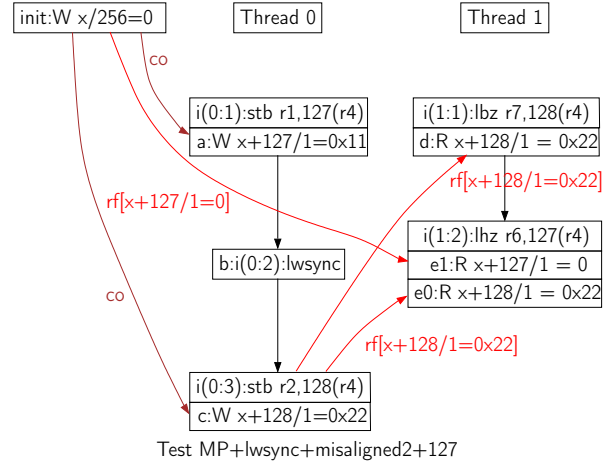 init:W x/256=0
Thread 0
Thread 1
co
i(0:1):stb r1,127(r4)
a:W x+127/1=0x11
i(1:1):lbz r7,128(r4)
d:R x+128/1 = 0x22
rf[x+127/1=0]
rf[x+128/1=0x22]
b:i(0:2):lwsync
i(1:2):lhz r6,127(r4)
e1:R x+127/1 = 0
e0:R x+128/1 = 0x22
co
rf[x+128/1=0x22]
i(0:3):stb r2,128(r4)
c:W x+128/1=0x22
Test MP+lwsync+misaligned2+127